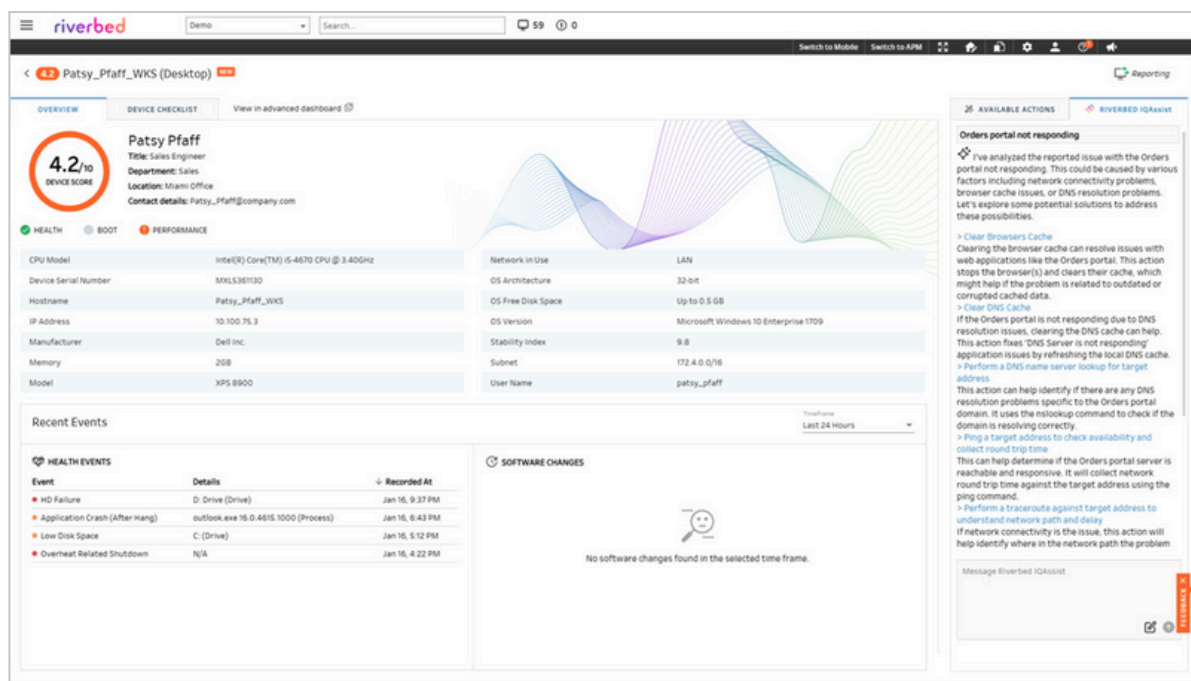 riverbed
Demo
Search...
59
0
Switch to Mobile
Switch to APM
4.2 Patsy_Pfaff_WKS (Desktop) NEW
Reporting
OVERVIEW
DEVICE CHECKLIST
View in advanced dashboard
4.2/10
DEVICE SCORE
Patsy Pfaff
Title: Sales Engineer
Department: Sales
Location: Miami Office
Contact details: Patsy_Pfaff@company.com
HEALTH
BOOT
PERFORMANCE
CPU Model Intel(R) Core(TM) i5-4670 CPU @ 3.40GHz
Device Serial Number MXL5361130
Hostname Patsy_Pfaff_WKS
IP Address 10.100.75.3
Manufacturer Dell Inc.
Memory 2GB
Model XPS 8900
Network in Use LAN
OS Architecture 32-bit
OS Free Disk Space Up to 0.5 GB
OS Version Microsoft Windows 10 Enterprise 1709
Stability Index 9.8
Subnet 172.4.0.0/16
User Name patsy_pfaff
Recent Events
Timeframe
Last 24 Hours
HEALTH EVENTS
Event Details Recorded At
HD Failure D: Drive (Drive) Jan 16, 9:37 PM
Application Crash (After Hang) outlook.exe 16.0.4615.1000 (Process) Jan 16, 6:43 PM
Low Disk Space C: (Drive) Jan 16, 5:12 PM
Overheat Related Shutdown N/A Jan 16, 4:22 PM
SOFTWARE CHANGES
No software changes found in the selected time frame.
AVAILABLE ACTIONS
RIVERBED IQAssist
Orders portal not responding
I've analyzed the reported issue with the Orders
portal not responding. This could be caused by various
factors including network connectivity problems,
browser cache issues, or DNS resolution problems.
Let's explore some potential solutions to address
these possibilities.
> Clear Browsers Cache
Clearing the browser cache can resolve issues with
web applications like the Orders portal. This action
stops the browser(s) and clears their cache, which
might help if the problem is related to outdated or
corrupted cached data.
> Clear DNS Cache
If the Orders portal is not responding due to DNS
resolution issues, clearing the DNS cache can help.
This action fixes 'DNS Server is not responding'
application issues by refreshing the local DNS cache.
> Perform a DNS name server lookup for target
address
This action can help identify if there are any DNS
resolution problems specific to the Orders portal
domain. It uses the nslookup command to check if the
domain is resolving correctly.
> Ping a target address to check availability and
collect round trip time
This can help determine if the Orders portal server is
reachable and responsive. It will collect network
round trip time against the target address using the
ping command.
> Perform a traceroute against target address to
understand network path and delay
If network connectivity is the issue, this action will
help identify where in the network path the problem
Message Riverbed IQAssist
FEEDBACK X